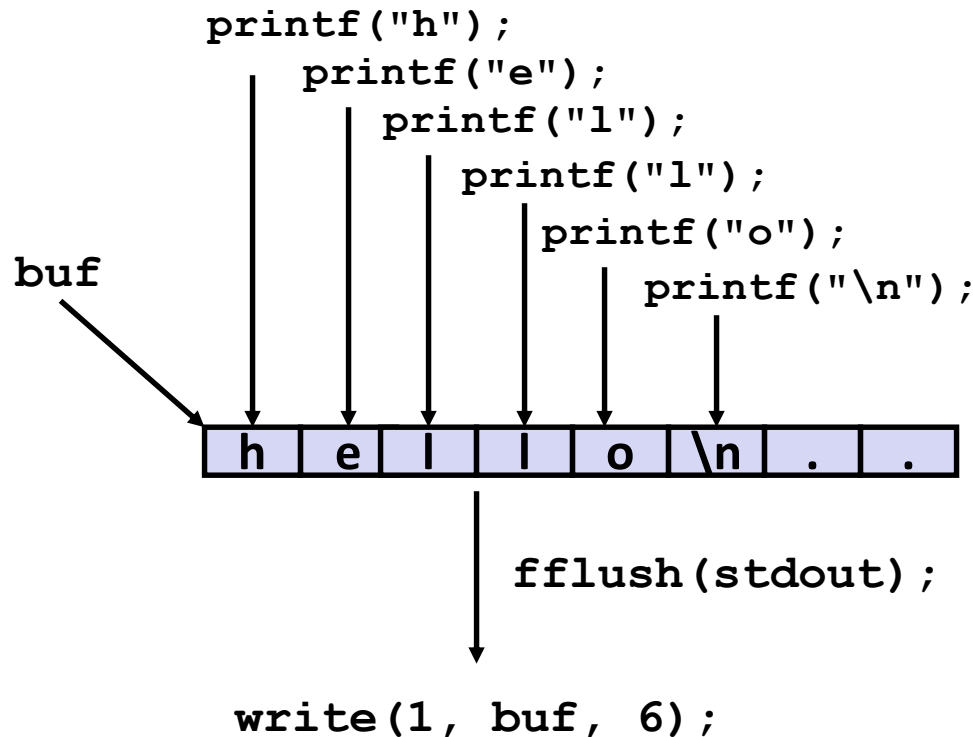 printf("h");
printf("e");
printf("l");
printf("l");
printf("o");
buf
printf("\n");
h e l l o \n . .
fflush(stdout);
write(1, buf, 6);